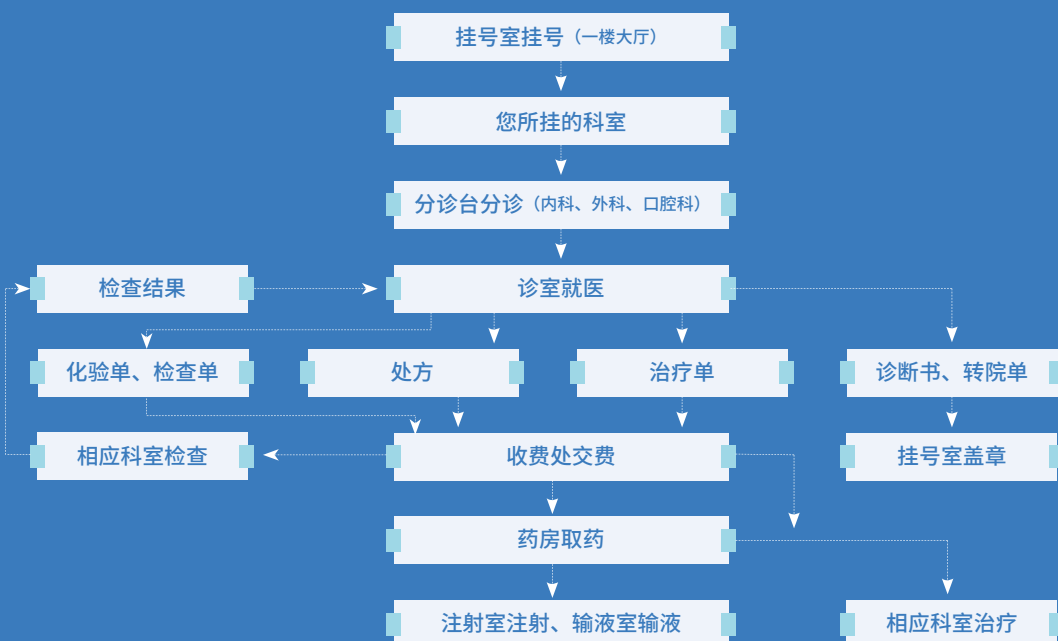 挂号室挂号（一楼大厅）
您所挂的科室
分诊台分诊（内科、外科、口腔科）
检查结果
诊室就医
化验单、检查单
处方
治疗单
诊断书、转院单
相应科室检查
收费处交费
挂号室盖章
药房取药
注射室注射、输液室输液
相应科室治疗